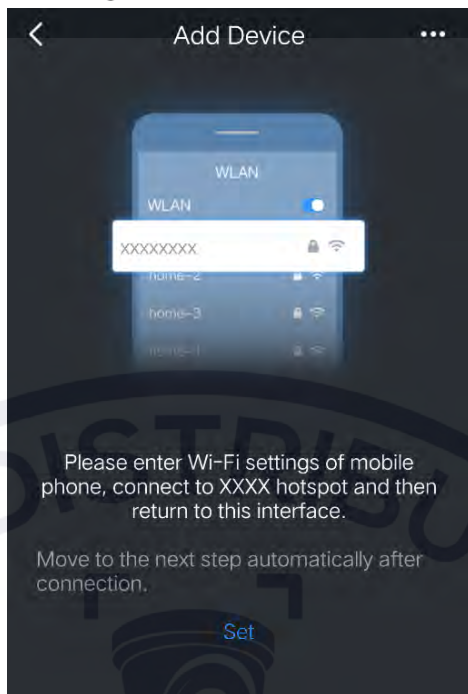 Add Device
WLAN
WLAN
XXXXXXXX
home-2
home-3
Please enter Wi-Fi settings of mobile
phone, connect to XXXX hotspot and then
return to this interface.
Move to the next step automatically after
connection.
Set